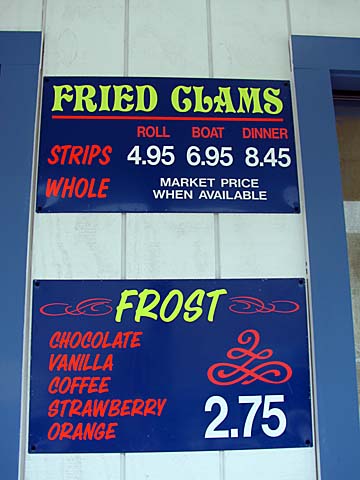 FRIED CLAMS
ROLL BOAT DINNER
STRIPS 4.95 6.95 8.45
WHOLE MARKET PRICE
WHEN AVAILABLE
FROST
CHOCOLATE
VANILLA
COFFEE
STRAWBERRY
ORANGE
2.75